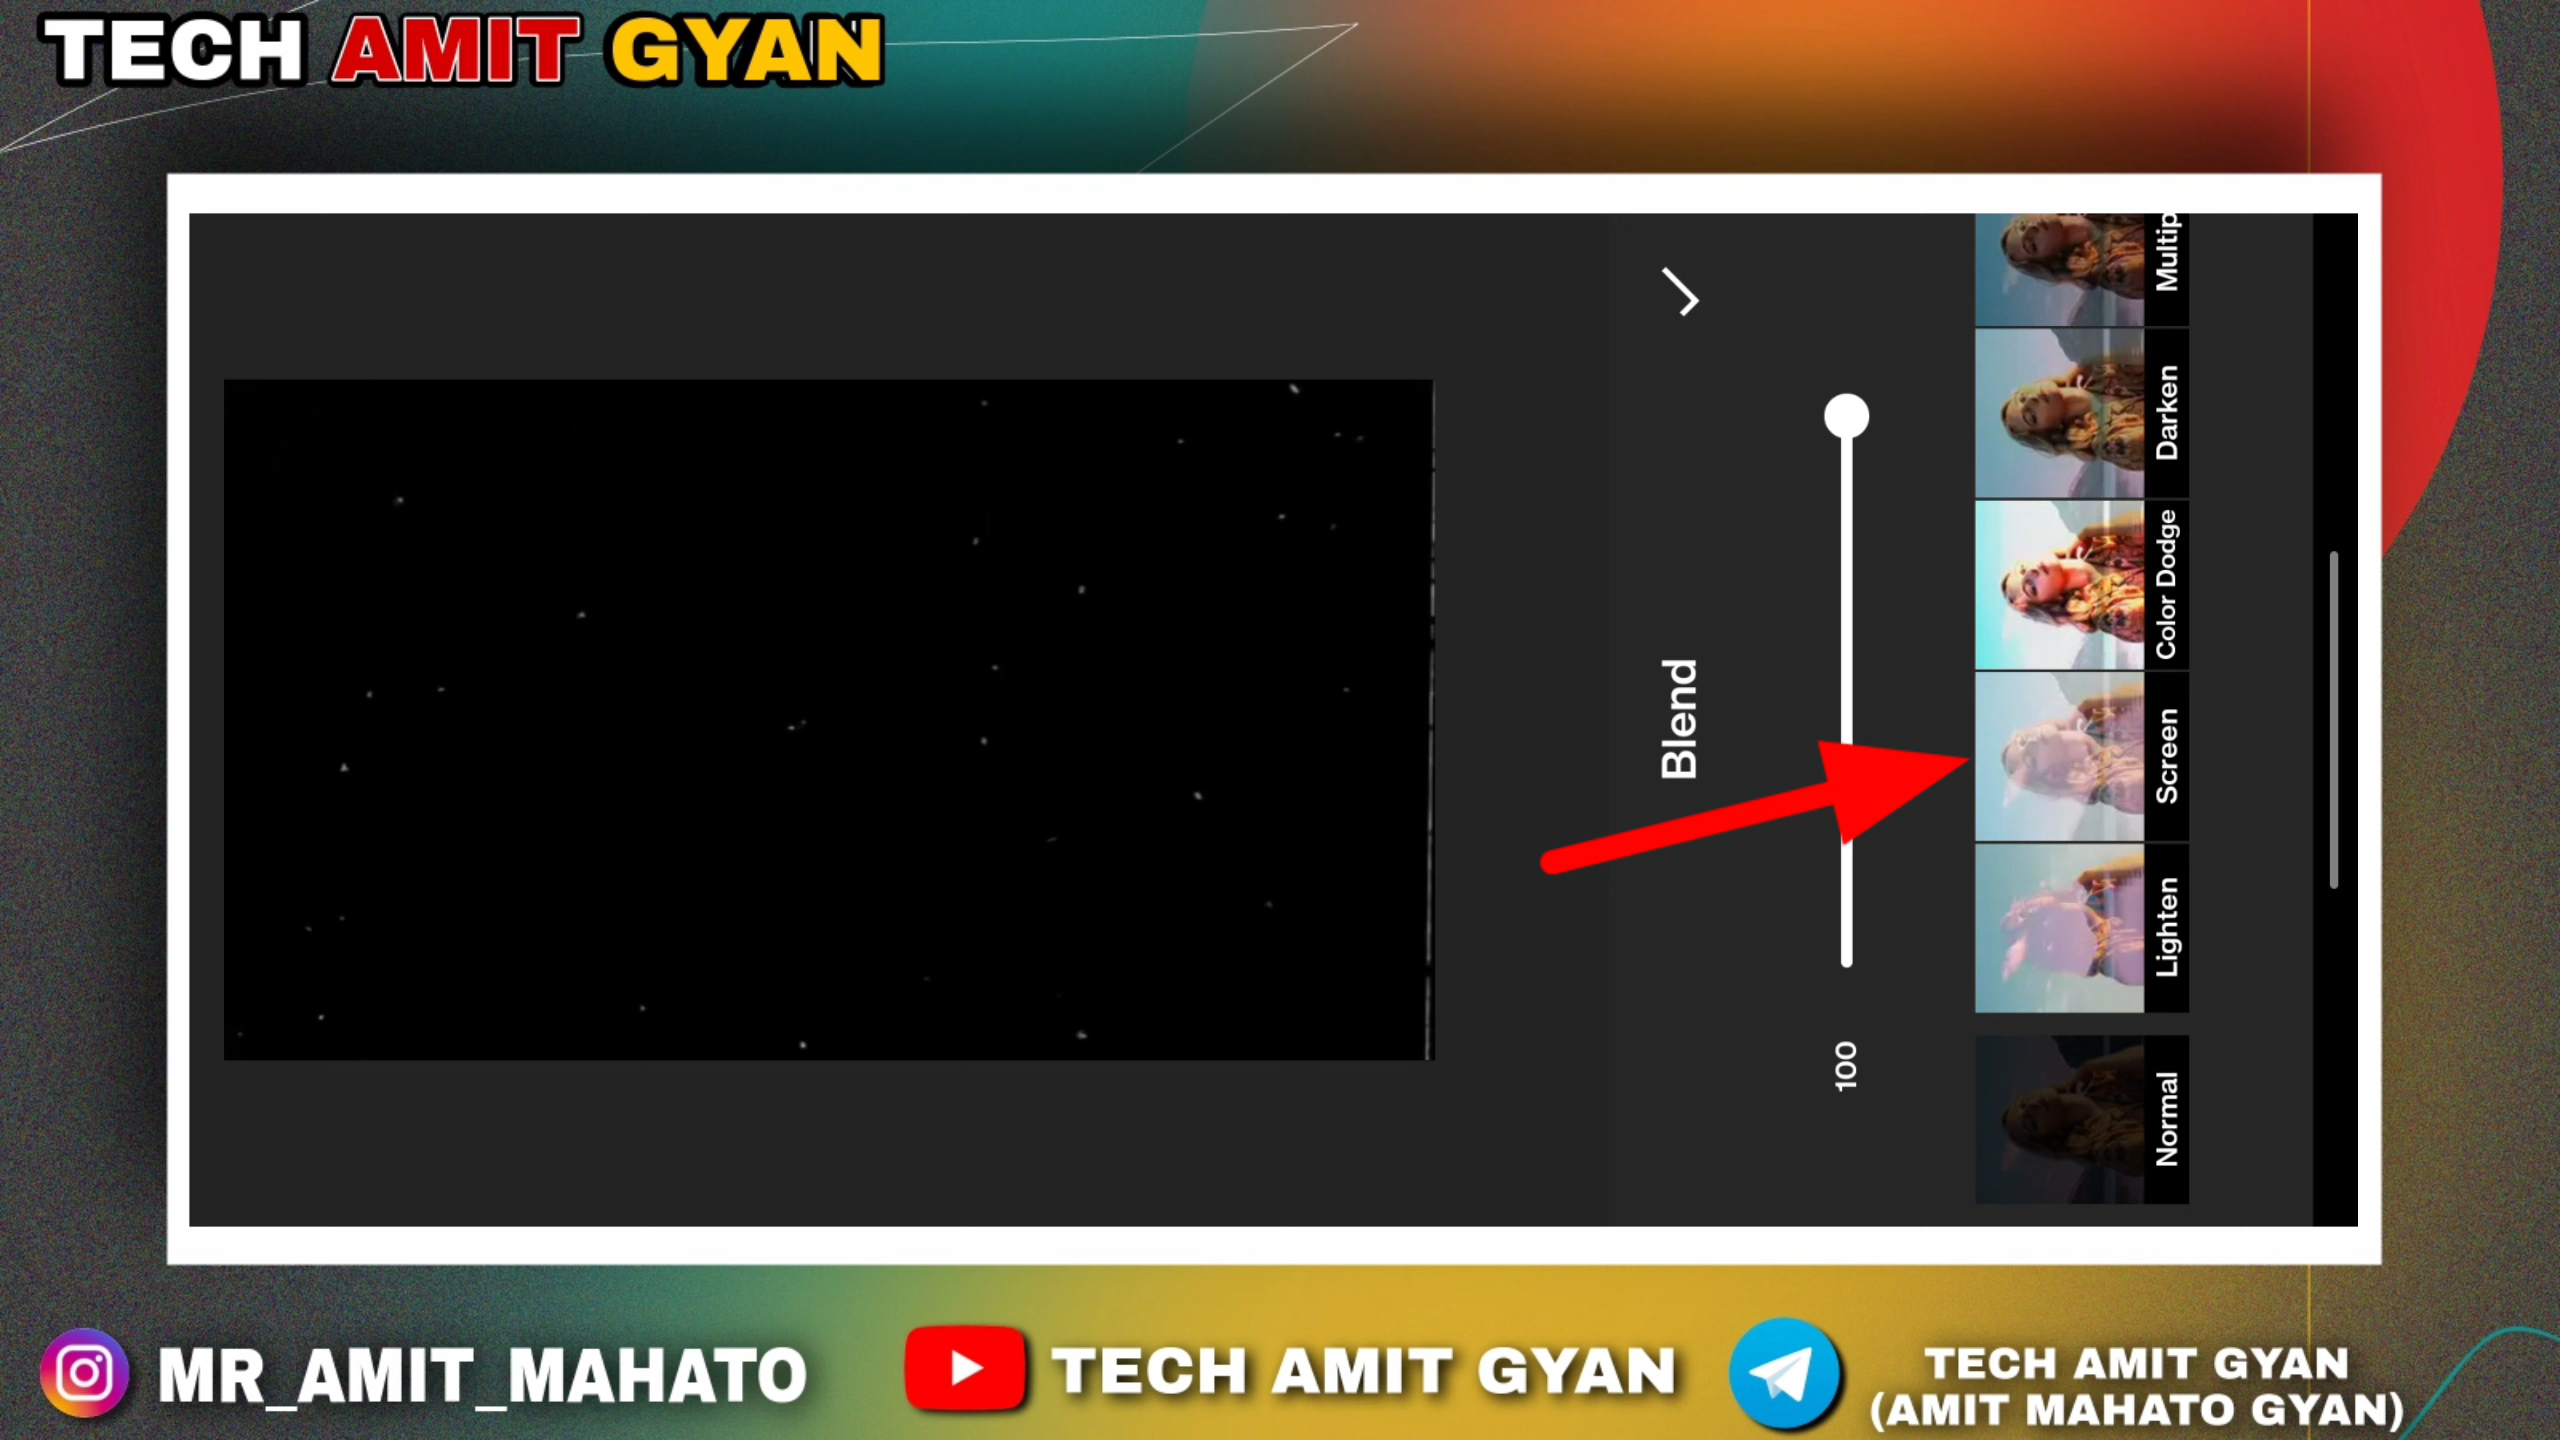 TECH AMIT GYAN
Blend
100
Normal
Lighten
Screen
Color Dodge
Darken
Multip
MR_AMIT_MAHATO
TECH AMIT GYAN
TECH AMIT GYAN
(AMIT MAHATO GYAN)